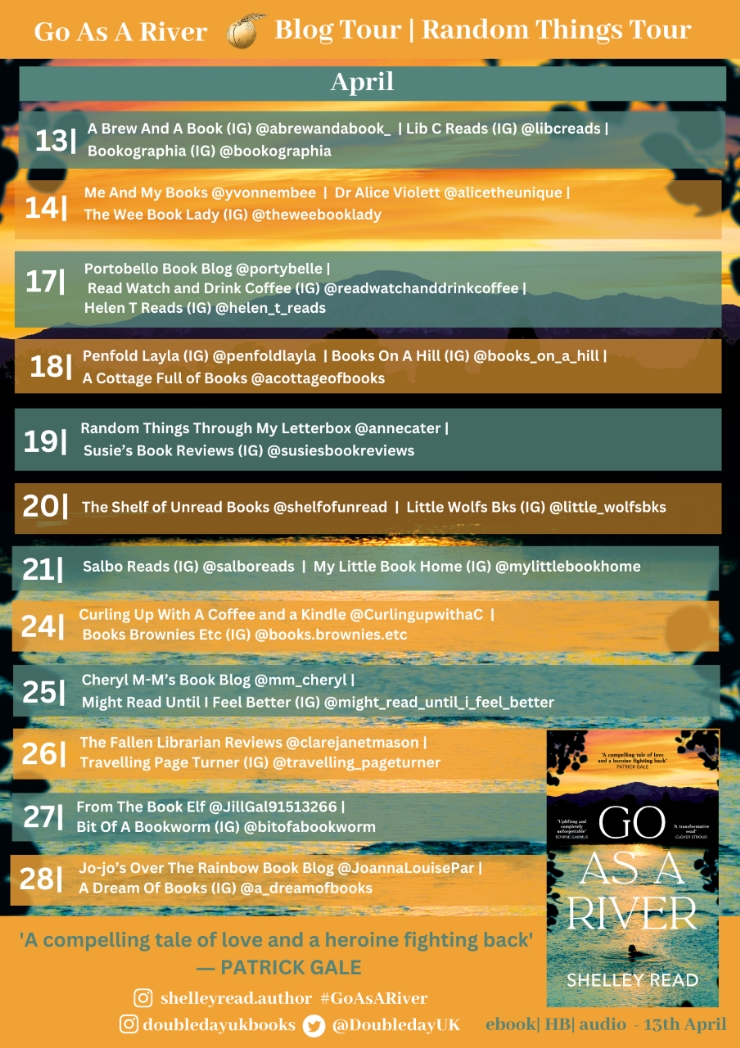 Go As A River Blog Tour | Random Things Tour
April
13| A Brew And A Book (IG) @abrewandabook_ | Lib C Reads (IG) @libcreads |
Bookographia (IG) @bookographia
14| Me And My Books @yvonnembee | Dr Alice Violett @alicetheunique |
The Wee Book Lady (IG) @theweebooklady
17| Portobello Book Blog @portybelle |
Read Watch and Drink Coffee (IG) @readwatchanddrinkcoffee |
Helen T Reads (IG) @helen_t_reads
18| Penfold Layla (IG) @penfoldlayla | Books On A Hill (IG) @books_on_a_hill |
A Cottage Full of Books @acottageofbooks
19| Random Things Through My Letterbox @annecater |
Susie's Book Reviews (IG) @susiesbookreviews
20| The Shelf of Unread Books @shelfofunread | Little Wolfs Bks (IG) @little_wolfsbks
21| Salbo Reads (IG) @salboreads | My Little Book Home (IG) @mylittlebookhome
24| Curling Up With A Coffee and a Kindle @CurlingupwithaC |
Books Brownies Etc (IG) @books.brownies.etc
25| Cheryl M-M's Book Blog @mm_cheryl |
Might Read Until I Feel Better (IG) @might_read_until_i_feel_better
26| The Fallen Librarian Reviews @clarejanetmason |
Travelling Page Turner (IG) @travelling_pageturner
27| From The Book Elf @JillGal91513266 |
Bit Of A Bookworm (IG) @bitofabookworm
28| Jo-jo's Over The Rainbow Book Blog @JoannaLouisePar |
A Dream Of Books (IG) @a_dreamofbooks
'A compelling tale of love
and a heroine fighting back'
PATRICK GALE
'Uplifting and
completely
unforgettable'
BONNIE GARMUS
'A transformative
read'
CLOVER STROUD
GO
AS A
RIVER
SHELLEY READ
'A compelling tale of love and a heroine fighting back'
— PATRICK GALE
shelleyread.author #GoAsARiver
doubledayukbooks @DoubledayUK
ebook| HB| audio - 13th April